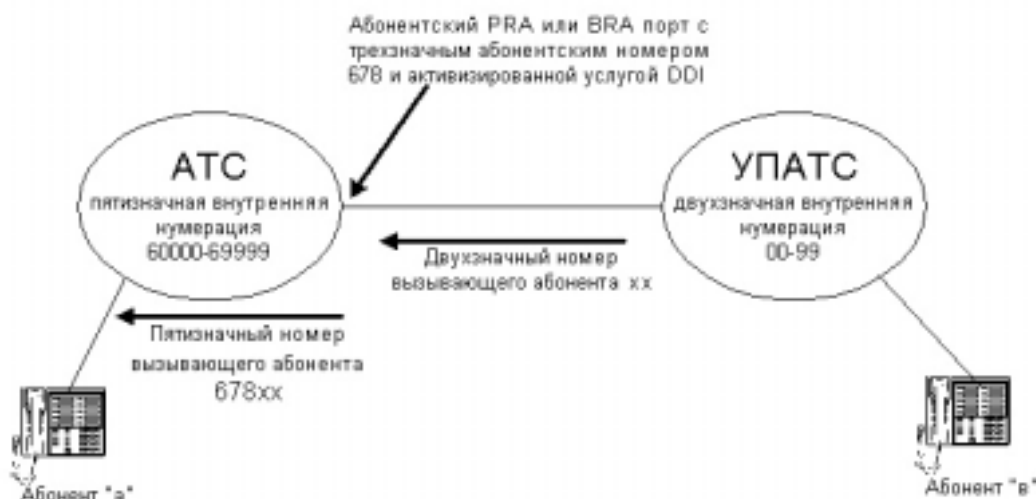 Абонентский PRA или BRA порт с
трехзначным абонентским номером
678 и активизированной услугой DDI
АТС
пятизначная внутренняя
нумерация
60000-69999
УПАТС
двухзначная внутренняя
нумерация
00-99
Двухзначный номер
вызывающего абонента xx
Пятизначный номер
вызывающего абонента
678xx
Абонент "а"
Абонент "в"